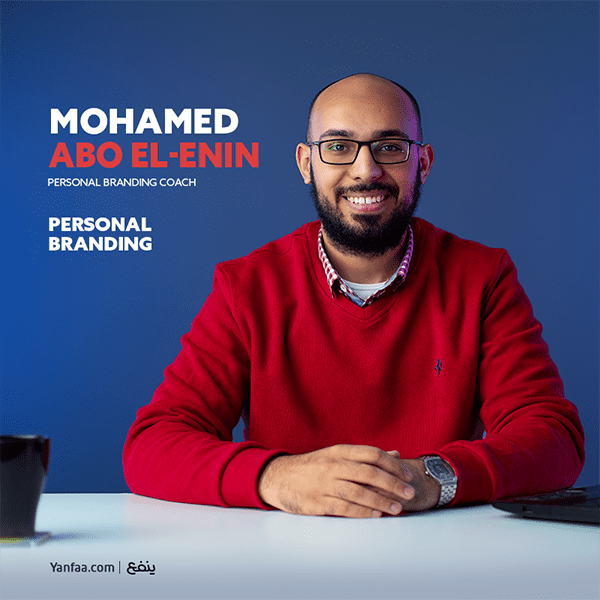 MOHAMED
ABO EL-ENIN
PERSONAL BRANDING COACH
PERSONAL
BRANDING
Yanfaa.com | ينفع